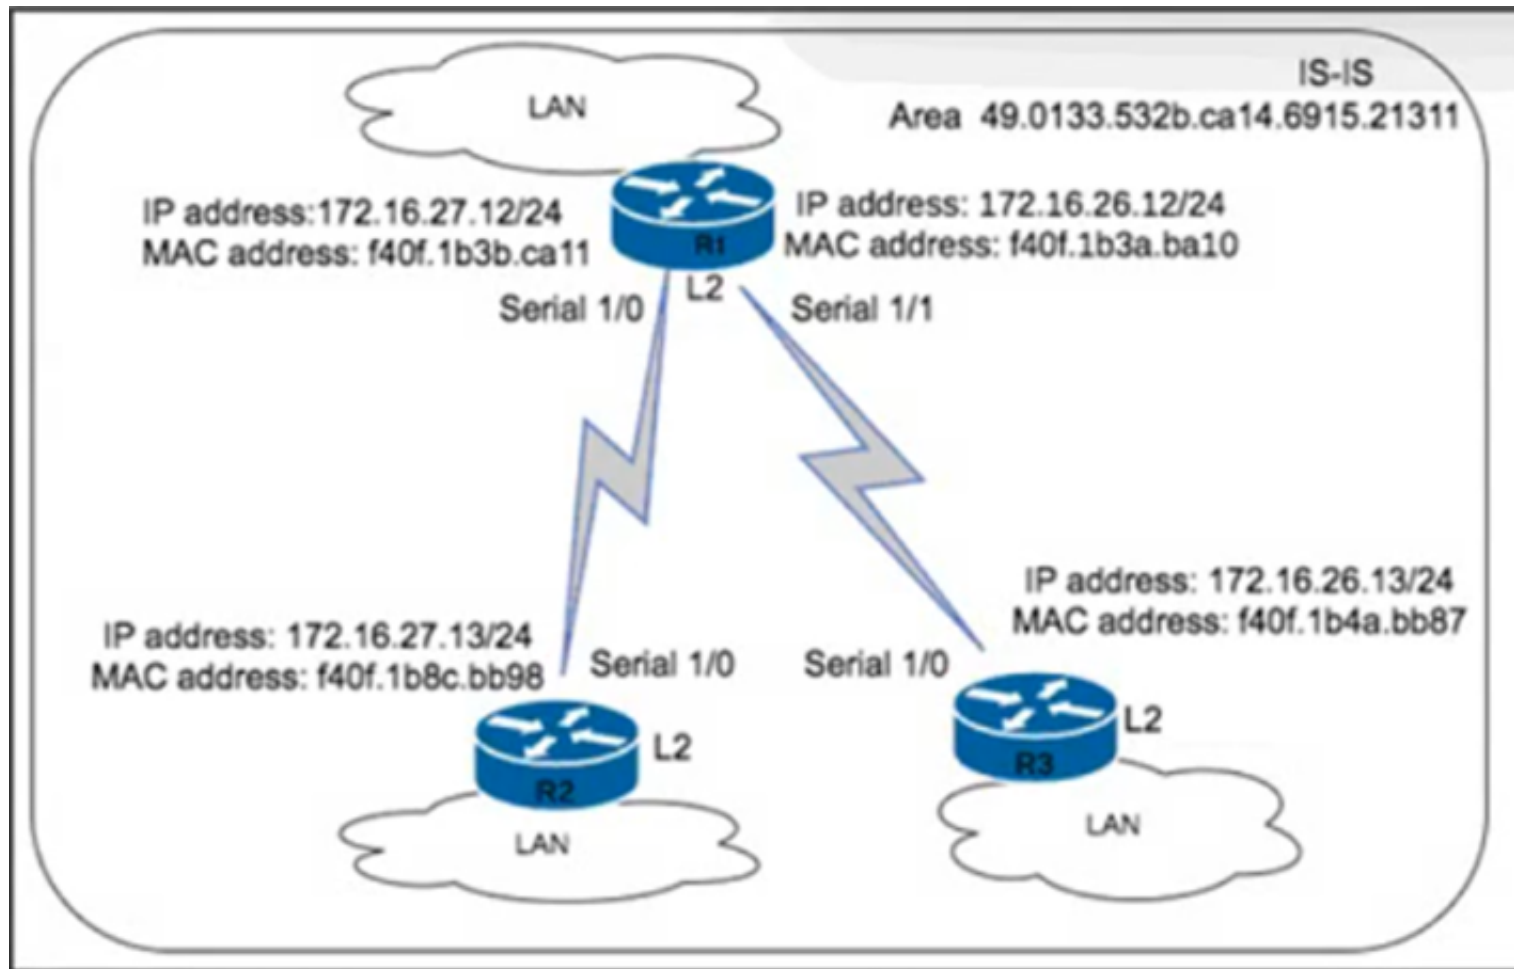 LAN
IS-IS
Area 49.0133.532b.ca14.6915.21311
IP address:172.16.27.12/24
MAC address: f40f.1b3b.ca11
IP address: 172.16.26.12/24
MAC address: f40f.1b3a.ba10
R1
L2
Serial 1/0
Serial 1/1
IP address: 172.16.27.13/24
MAC address: f40f.1b8c.bb98
Serial 1/0
IP address: 172.16.26.13/24
MAC address: f40f.1b4a.bb87
Serial 1/0
L2
R2
LAN
L2
R3
LAN